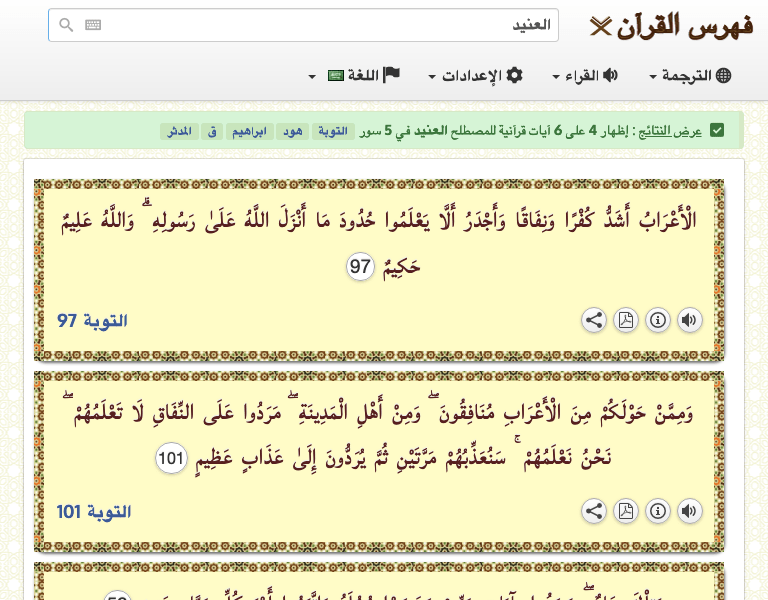 فهرس القرآن
العنيد
الترجمة
القراء
الإعدادات
اللغة
عرض النتائج : إظهار 4 على 6 آيات قرآنية للمصطلح العنيد في 5 سور التوبة هود ابراهيم ق المدثر
الْأَعْرَابُ أَشَدُّ كُفْرًا وَنِفَاقًا وَأَجْدَرُ أَلَّا يَعْلَمُوا حُدُودَ مَا أَنْزَلَ اللَّهُ عَلَىٰ رَسُولِهِ ۗ وَاللَّهُ عَلِيمٌ
حَكِيمٌ 97
التوبة 97
وَمِمَّنْ حَوْلَكُمْ مِنَ الْأَعْرَابِ مُنَافِقُونَ ۖ وَمِنْ أَهْلِ الْمَدِينَةِ ۖ مَرَدُوا عَلَى النِّفَاقِ لَا تَعْلَمُهُمْ ۖ
نَحْنُ نَعْلَمُهُمْ ۚ سَنُعَذِّبُهُمْ مَرَّتَيْنِ ثُمَّ يُرَدُّونَ إِلَىٰ عَذَابٍ عَظِيمٍ 101
التوبة 101